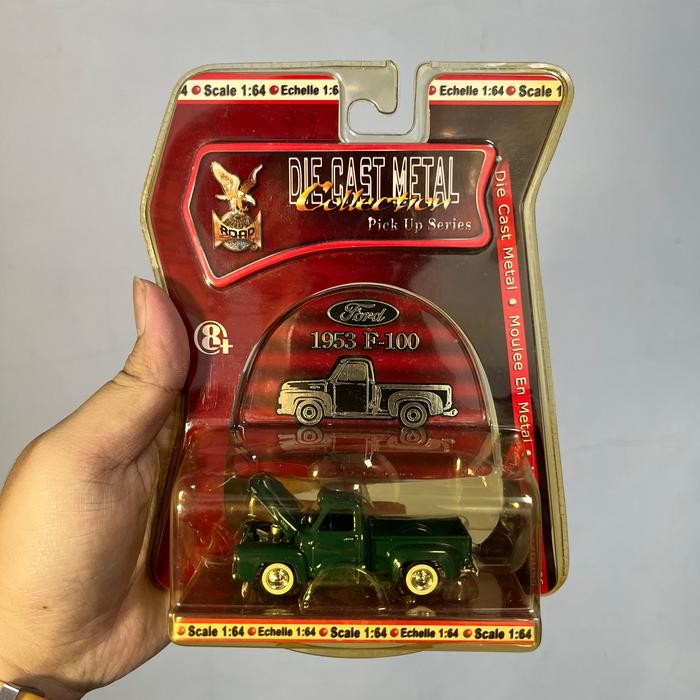 4 Scale 1:64 Echelle 1:6
Echelle 1:64 Scale 1
DIE CAST METAL
Collection
Pick Up Series
ROAD
Die Cast Metal • Moulee En Metal •
Ford
1953 F-100
8+
Scale 1:64 Echelle 1:64 Scale 1:64 Echelle 1:64 Scale 1:64